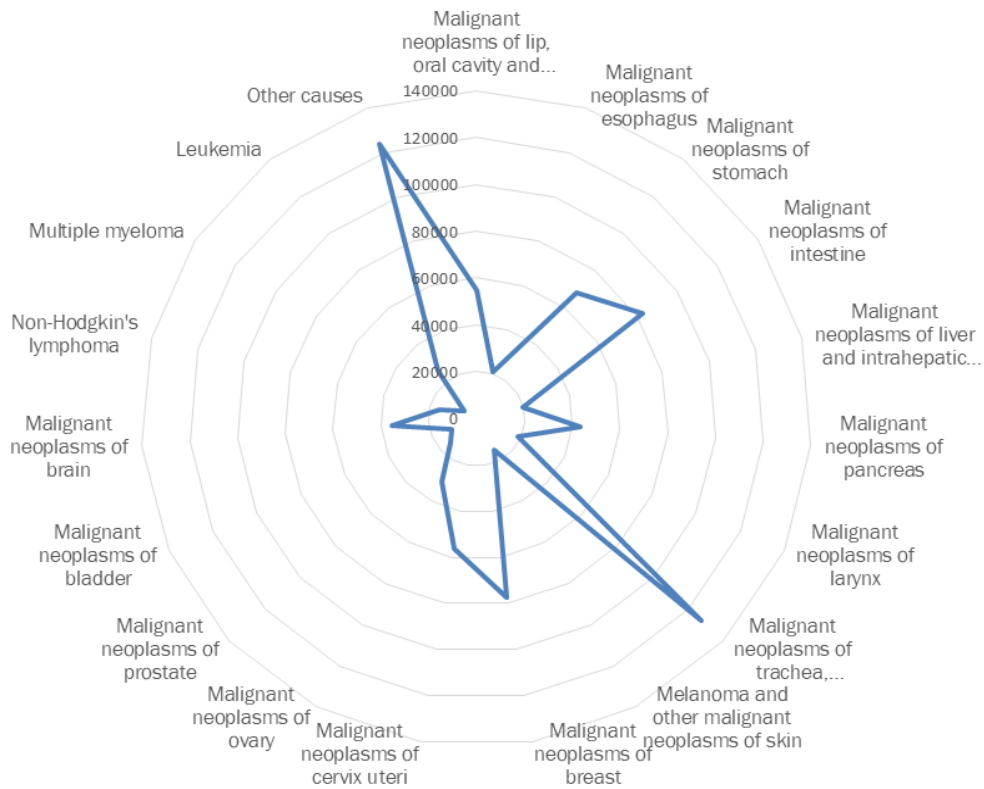 Malignant
neoplasms of lip,
oral cavity and...
Malignant
neoplasms of
esophagus
Malignant
neoplasms of
stomach
Malignant
neoplasms of
intestine
Malignant
neoplasms of liver
and intrahepatic...
Malignant
neoplasms of
pancreas
Malignant
neoplasms of
larynx
Malignant
neoplasms of
trachea,...
Melanoma and
other malignant
neoplasms of skin
Malignant
neoplasms of
breast
Malignant
neoplasms of
cervix uteri
Malignant
neoplasms of
ovary
Malignant
neoplasms of
prostate
Malignant
neoplasms of
bladder
Malignant
neoplasms of
brain
Non-Hodgkin's
lymphoma
Multiple myeloma
Leukemia
Other causes
140000
120000
100000
80000
60000
40000
20000
0